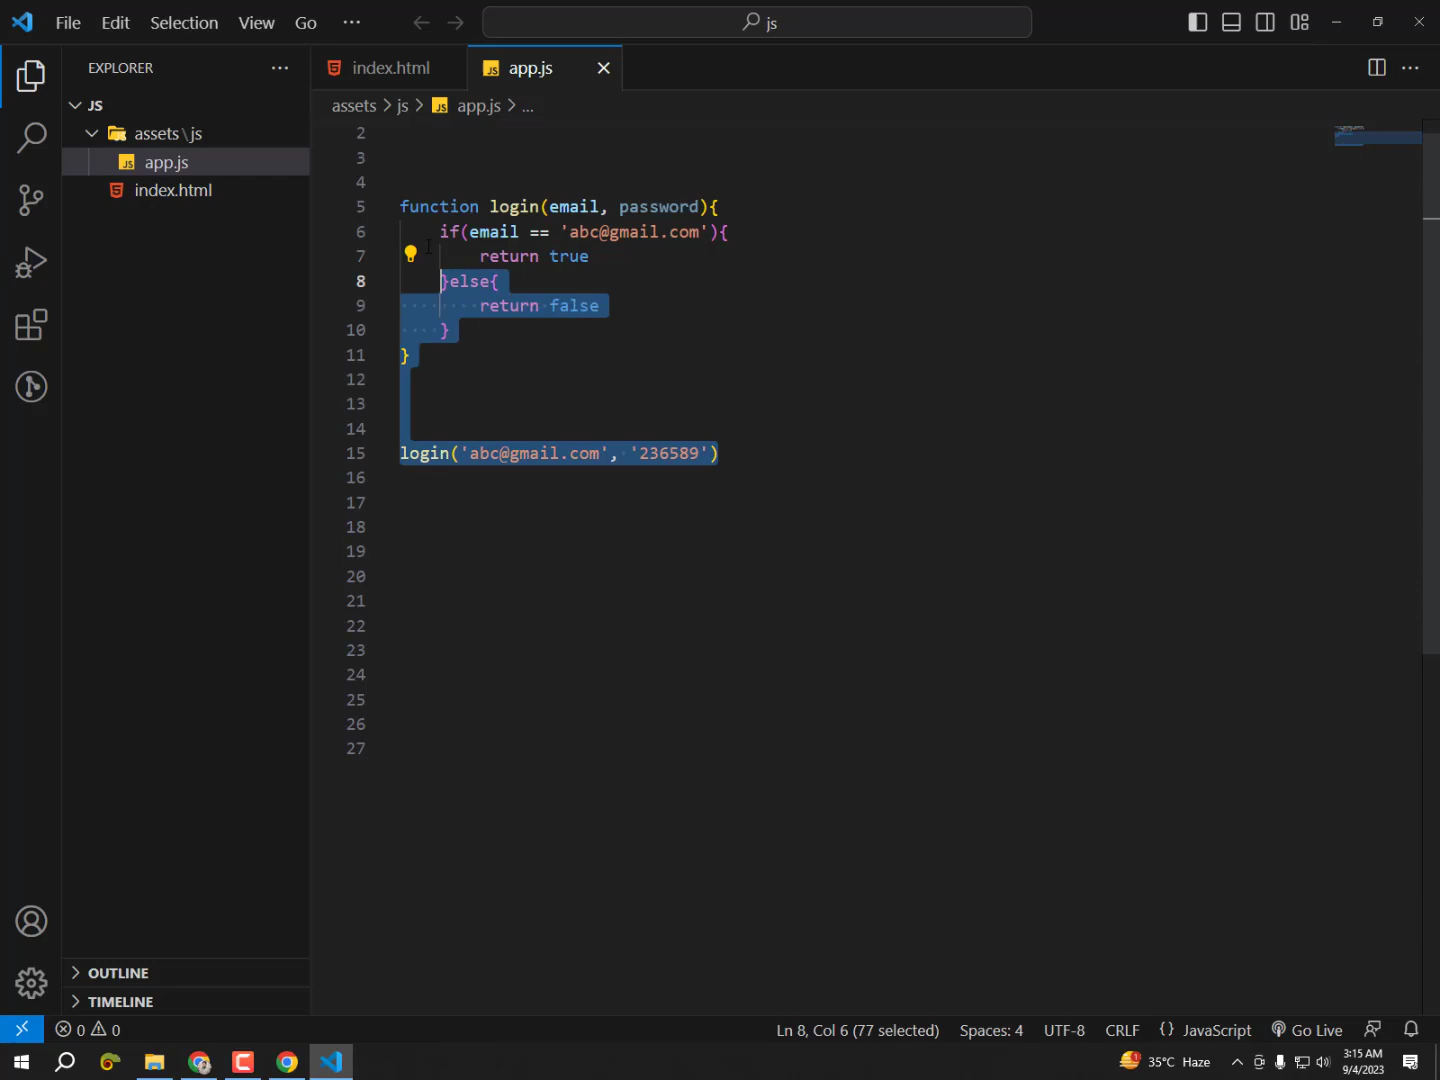 File Edit Selection View Go ... js
EXPLORER ...
index.html app.js
JS
assets\js
app.js
index.html
assets > js > JS app.js > ...
2
3
4
5 function login(email, password){
6 if(email == 'abc@gmail.com'){
7 return true
8 }else{
9 return false
10 }
11 }
12
13
14
15 login('abc@gmail.com', '236589')
16
17
18
19
20
21
22
23
24
25
26
27
OUTLINE
TIMELINE
0 0 Ln 8, Col 6 (77 selected) Spaces: 4 UTF-8 CRLF {} JavaScript Go Live
35°C Haze 3:15 AM
9/4/2023